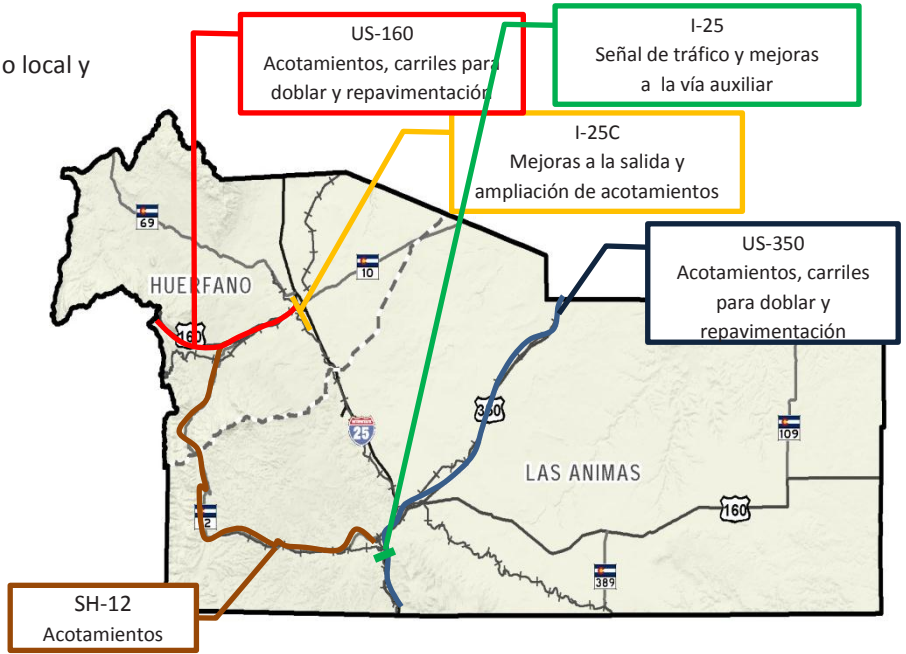 o local y
US-160
Acotamientos, carriles para
doblar y repavimentación
I-25
Señal de tráfico y mejoras
a la vía auxiliar
I-25C
Mejoras a la salida y
ampliación de acotamientos
US-350
Acotamientos, carriles
para doblar y
repavimentación
69
10
HUERFANO
160
25
350
109
LAS ANIMAS
160
12
389
SH-12
Acotamientos